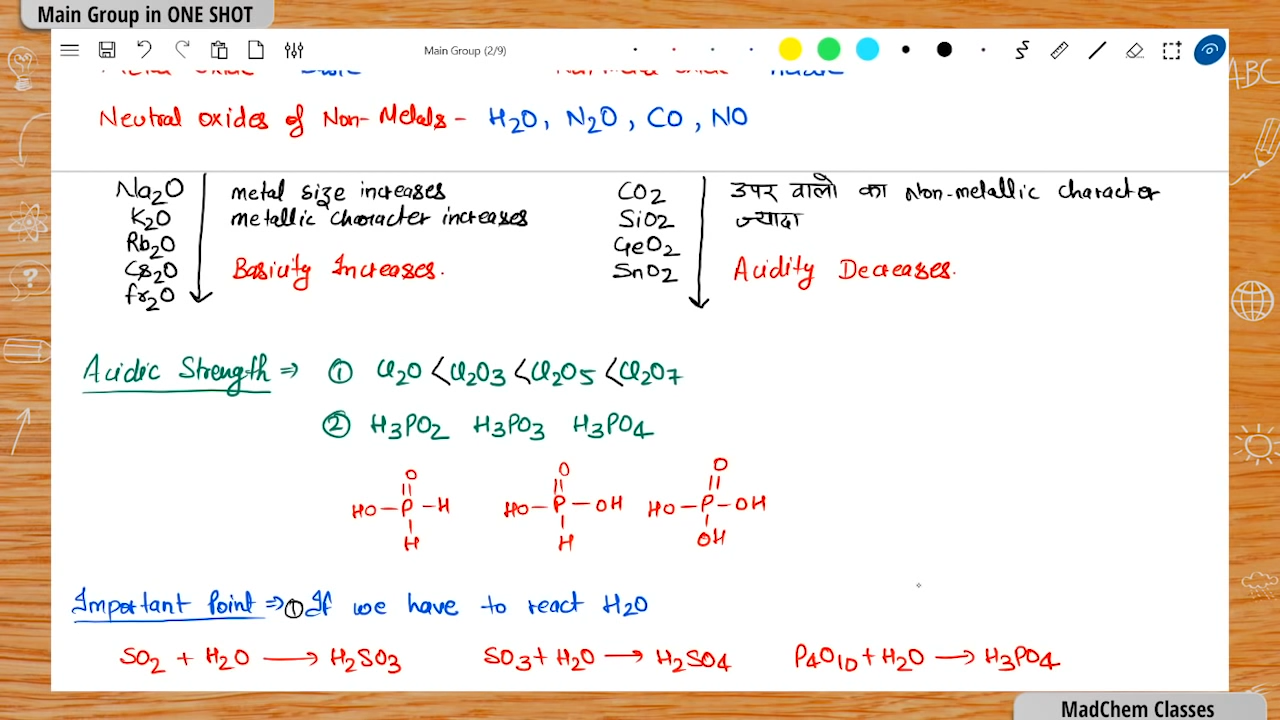 Main Group in ONE SHOT
Main Group (2/9)
Neutral oxides of Non-Metals - H2O, N2O, CO, NO
Na2O
K2O
Rb2O
Cs2O
fr2O
metal size increases
metallic character increases
Basicity Increases.
CO2
SiO2
GeO2
SnO2
उपर वालो का Non-metallic character
ज्यादा
Acidity Decreases.
Acidic Strength ⇒ ① Cl2O < Cl2O3 < Cl2O5 < Cl2O7
② H3PO2 H3PO3 H3PO4
O O O
HO-P-H HO-P-OH HO-P-OH
H H OH
Important Point ⇒ ① If we have to react H2O
SO2 + H2O → H2SO3 SO3 + H2O → H2SO4 P4O10 + H2O → H3PO4
ABC
MadChem Classes